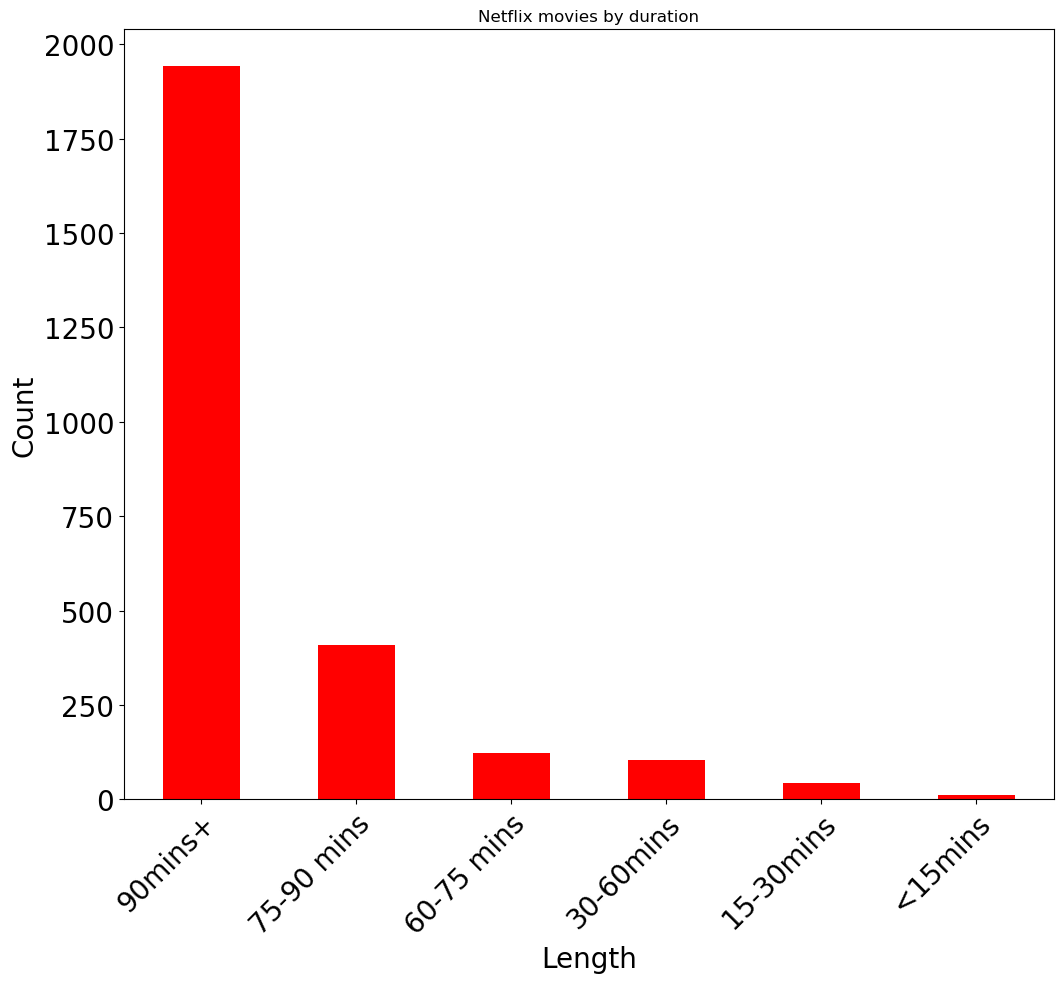 Netflix movies by duration
2000
1750
1500
1250
1000
750
500
250
0
Count
90mins+
75-90 mins
60-75 mins
30-60mins
15-30mins
<15mins
Length